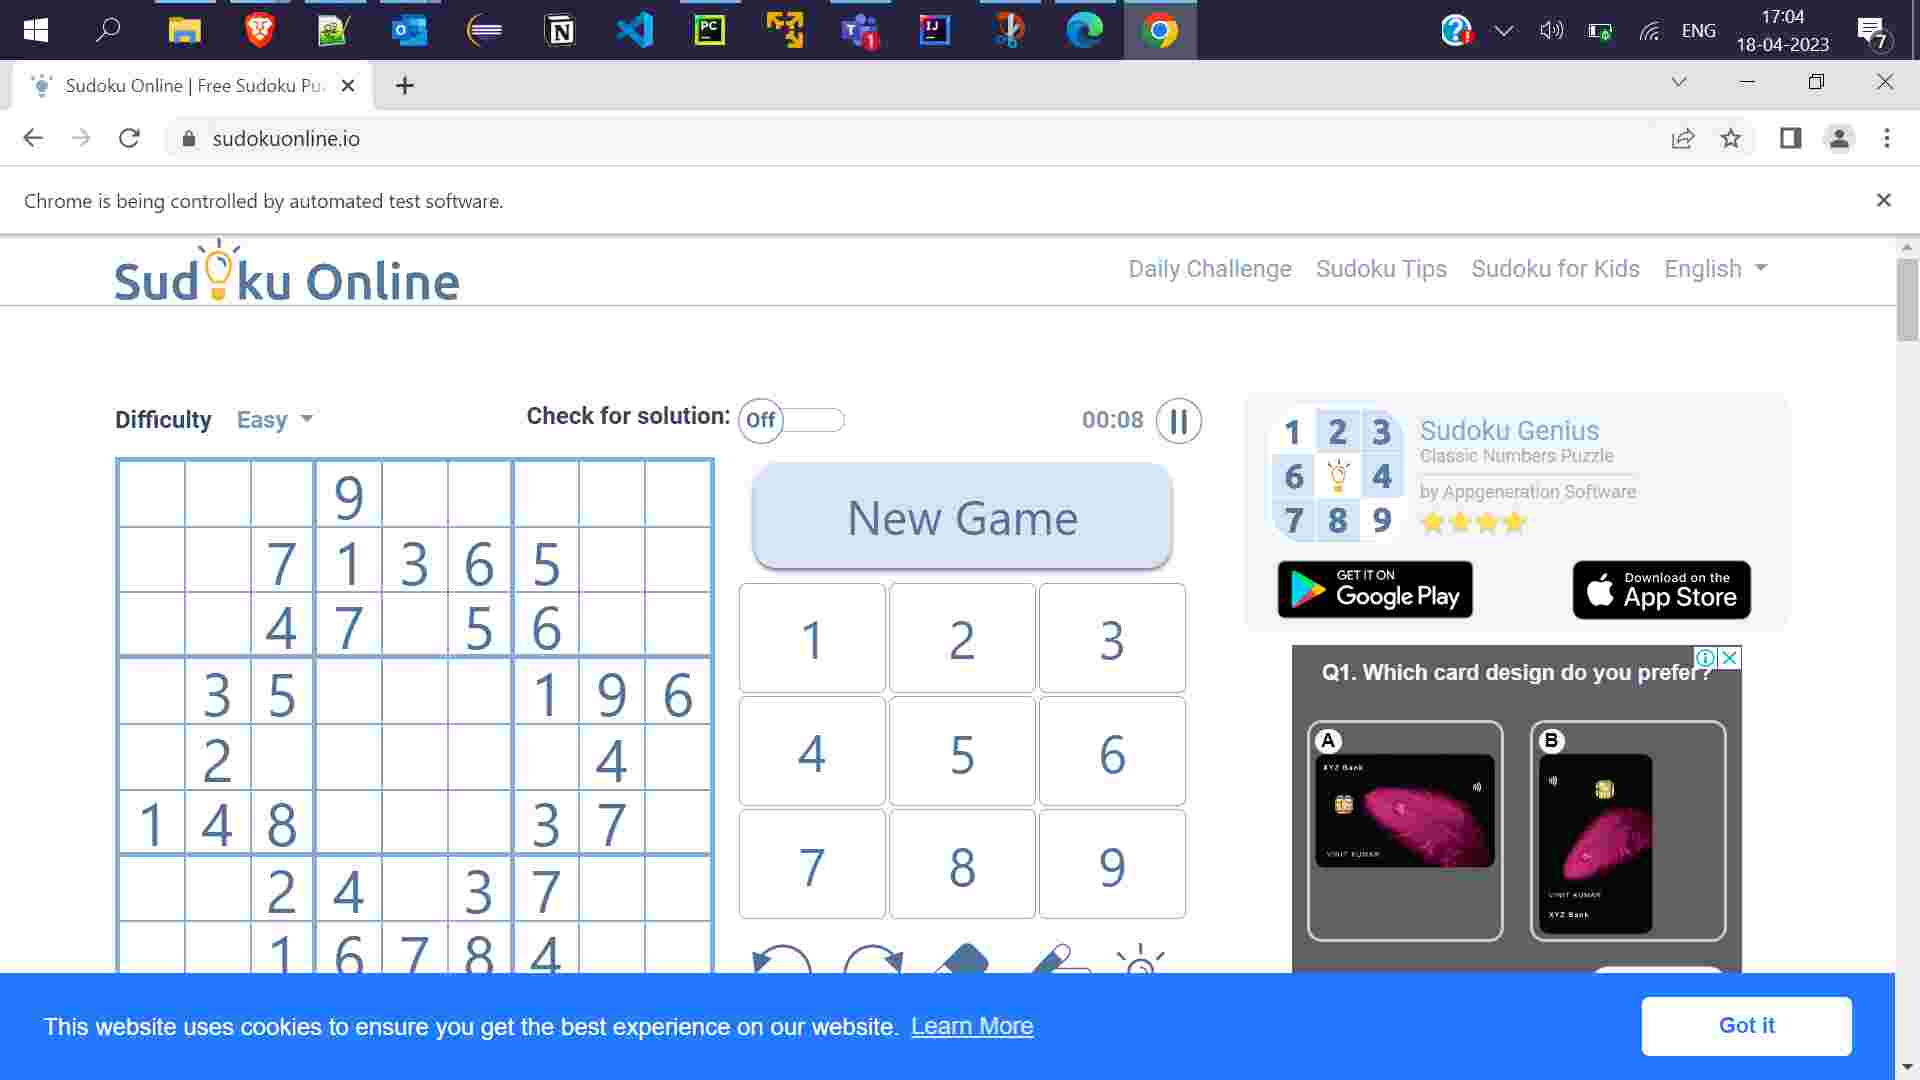 ENG
17:04
18-04-2023
7
1
Sudoku Online | Free Sudoku Pu
sudokuonline.io
Chrome is being controlled by automated test software.
Sudoku Online
Daily Challenge Sudoku Tips Sudoku for Kids English
Difficulty Easy Check for solution: Off 00:08
9
7 1 3 6 5
4 7 5 6
3 5 1 9 6
2 4
1 4 8 3 7
2 4 3 7
1 6 7 8 4
New Game
1 2 3
4 5 6
7 8 9
1 2 3
6 4
7 8 9
Sudoku Genius
Classic Numbers Puzzle
by Appgeneration Software
GET IT ON
Google Play
Download on the
App Store
Q1. Which card design do you prefer?
A
XYZ Bank
VINIT KUMAR
B
VINIT KUMAR
XYZ Bank
This website uses cookies to ensure you get the best experience on our website. Learn More
Got it